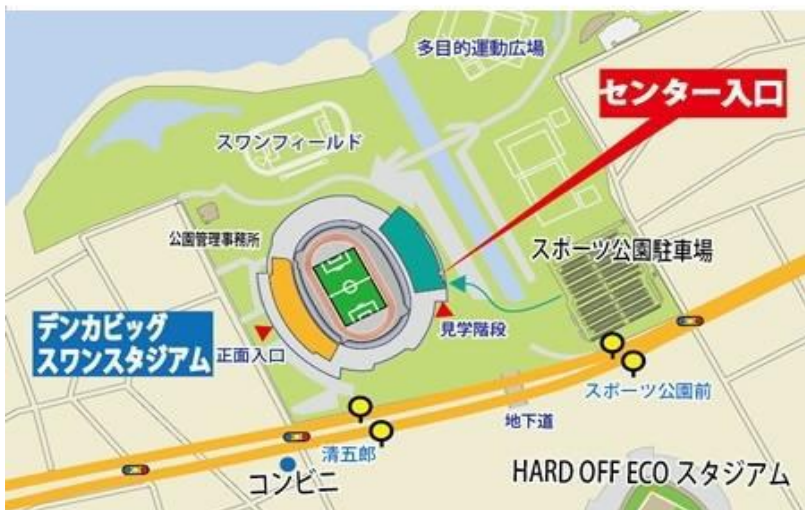 多目的運動広場
センター入口
スワンフィールド
公園管理事務所
スポーツ公園駐車場
デンカビッグ
スワンスタジアム
正面入口
見学階段
スポーツ公園前
地下道
清五郎
コンビニ
HARD OFF ECO スタジアム